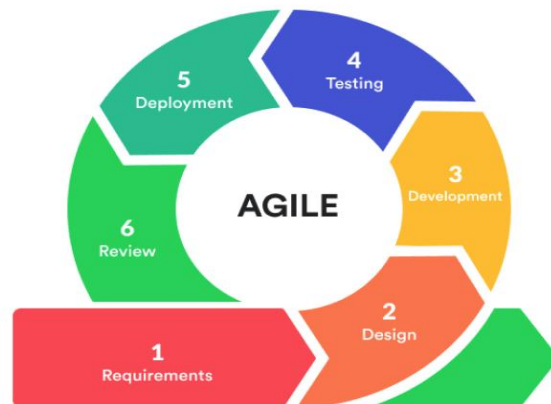 5
Deployment
4
Testing
AGILE
3
Development
6
Review
2
Design
1
Requirements